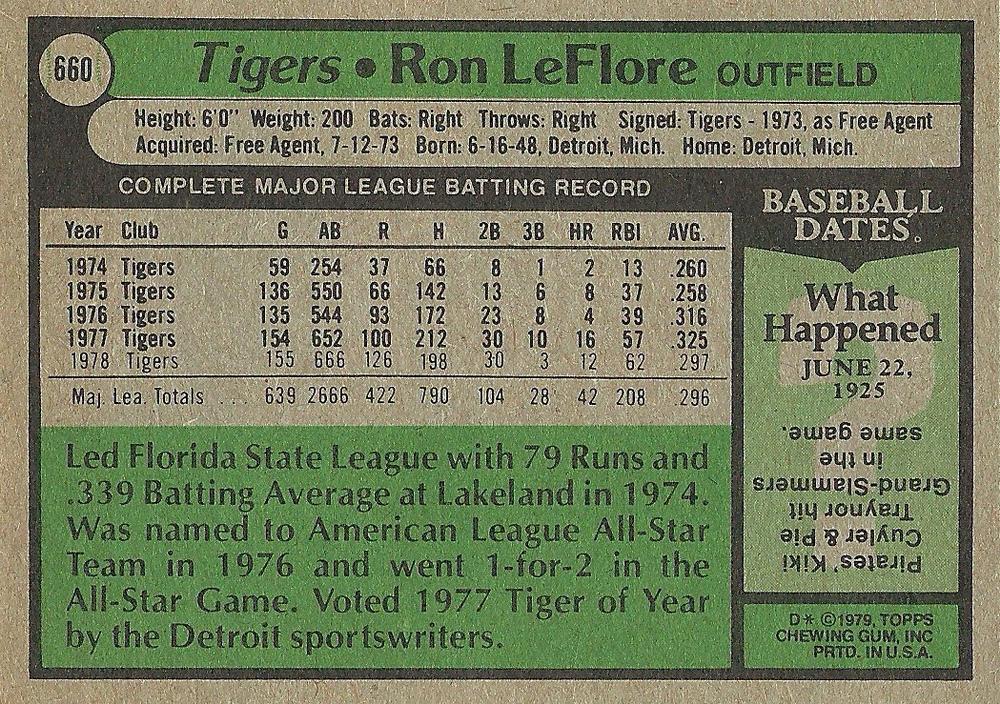 660
Tigers • Ron LeFlore OUTFIELD
Height: 6'0" Weight: 200 Bats: Right Throws: Right Signed: Tigers - 1973, as Free Agent
Acquired: Free Agent, 7-12-73 Born: 6-16-48, Detroit, Mich. Home: Detroit, Mich.
COMPLETE MAJOR LEAGUE BATTING RECORD
Year Club G AB R H 2B 3B HR RBI AVG.
1974 Tigers 59 254 37 66 8 1 2 13 .260
1975 Tigers 136 550 66 142 13 6 8 37 .258
1976 Tigers 135 544 93 172 23 8 4 39 .316
1977 Tigers 154 652 100 212 30 10 16 57 .325
1978 Tigers 155 666 126 198 30 3 12 62 .297
Maj. Lea. Totals ... 639 2666 422 790 104 28 42 208 .296
Led Florida State League with 79 Runs and
.339 Batting Average at Lakeland in 1974.
Was named to American League All-Star
Team in 1976 and went 1-for-2 in the
All-Star Game. Voted 1977 Tiger of Year
by the Detroit sportswriters.
BASEBALL
DATES.
What
Happened
JUNE 22,
1925
Pirates' Kiki
Cuyler & Pie
Traynor hit
Grand-Slammers
in the
same game.
D* ©1979, TOPPS
CHEWING GUM, INC
PRTD. IN U.S.A.